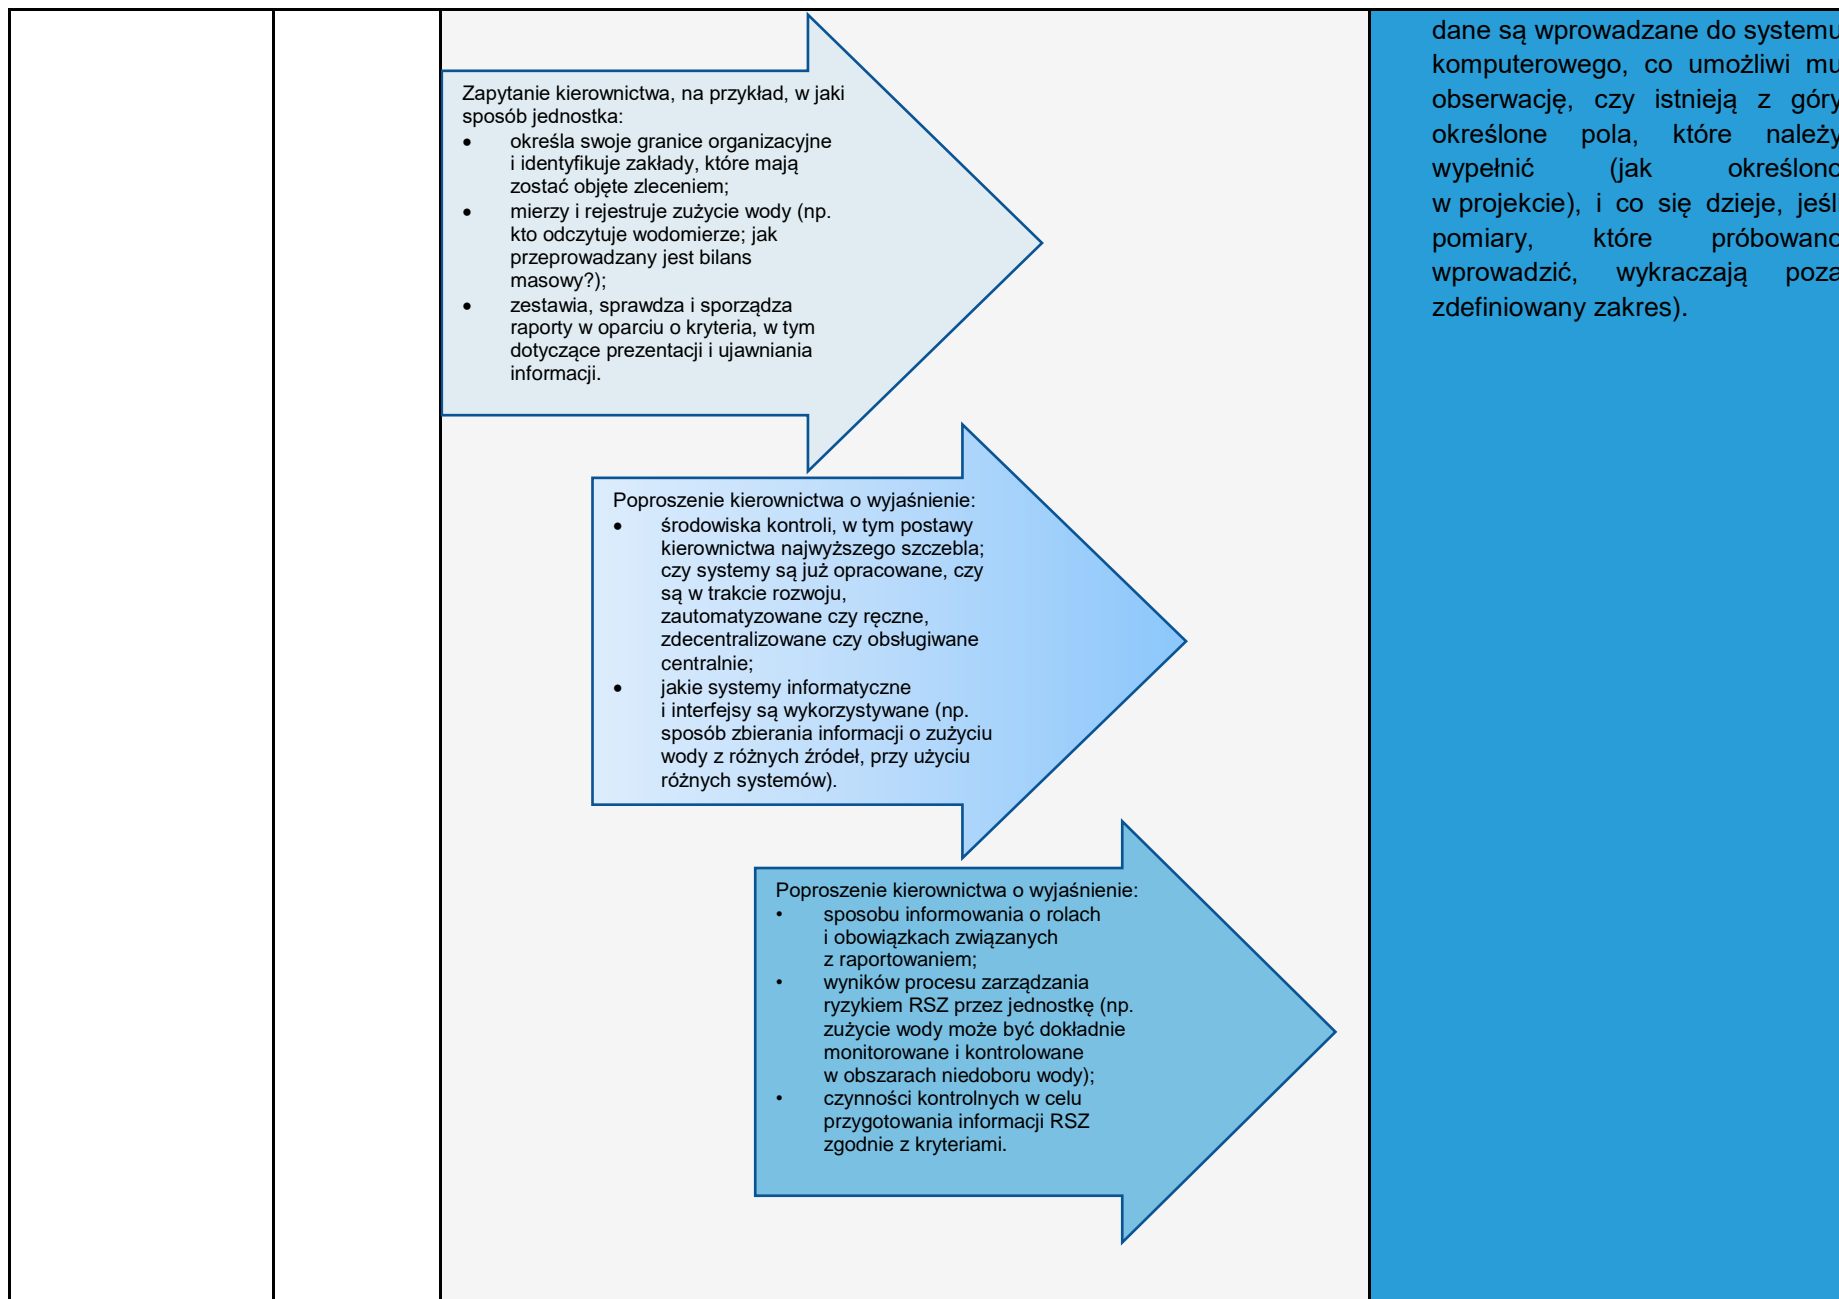 Zapytanie kierownictwa, na przykład, w jaki
sposób jednostka:
• określa swoje granice organizacyjne
i identyfikuje zakłady, które mają
zostać objęte zleceniem;
• mierzy i rejestruje zużycie wody (np.
kto odczytuje wodomierze; jak
przeprowadzany jest bilans
masowy?);
• zestawia, sprawdza i sporządza
raporty w oparciu o kryteria, w tym
dotyczące prezentacji i ujawniania
informacji.
Poproszenie kierownictwa o wyjaśnienie:
• środowiska kontroli, w tym postawy
kierownictwa najwyższego szczebla;
czy systemy są już opracowane, czy
są w trakcie rozwoju,
zautomatyzowane czy ręczne,
zdecentralizowane czy obsługiwane
centralnie;
• jakie systemy informatyczne
i interfejsy są wykorzystywane (np.
sposób zbierania informacji o zużyciu
wody z różnych źródeł, przy użyciu
różnych systemów).
Poproszenie kierownictwa o wyjaśnienie:
• sposobu informowania o rolach
i obowiązkach związanych
z raportowaniem;
• wyników procesu zarządzania
ryzykiem RSZ przez jednostkę (np.
zużycie wody może być dokładnie
monitorowane i kontrolowane
w obszarach niedoboru wody);
• czynności kontrolnych w celu
przygotowania informacji RSZ
zgodnie z kryteriami.
dane są wprowadzane do systemu
komputerowego, co umożliwi mu
obserwację, czy istnieją z góry
określone pola, które należy
wypełnić (jak określono
w projekcie), i co się dzieje, jeśli
pomiary, które próbowano
wprowadzić, wykraczają poza
zdefiniowany zakres).